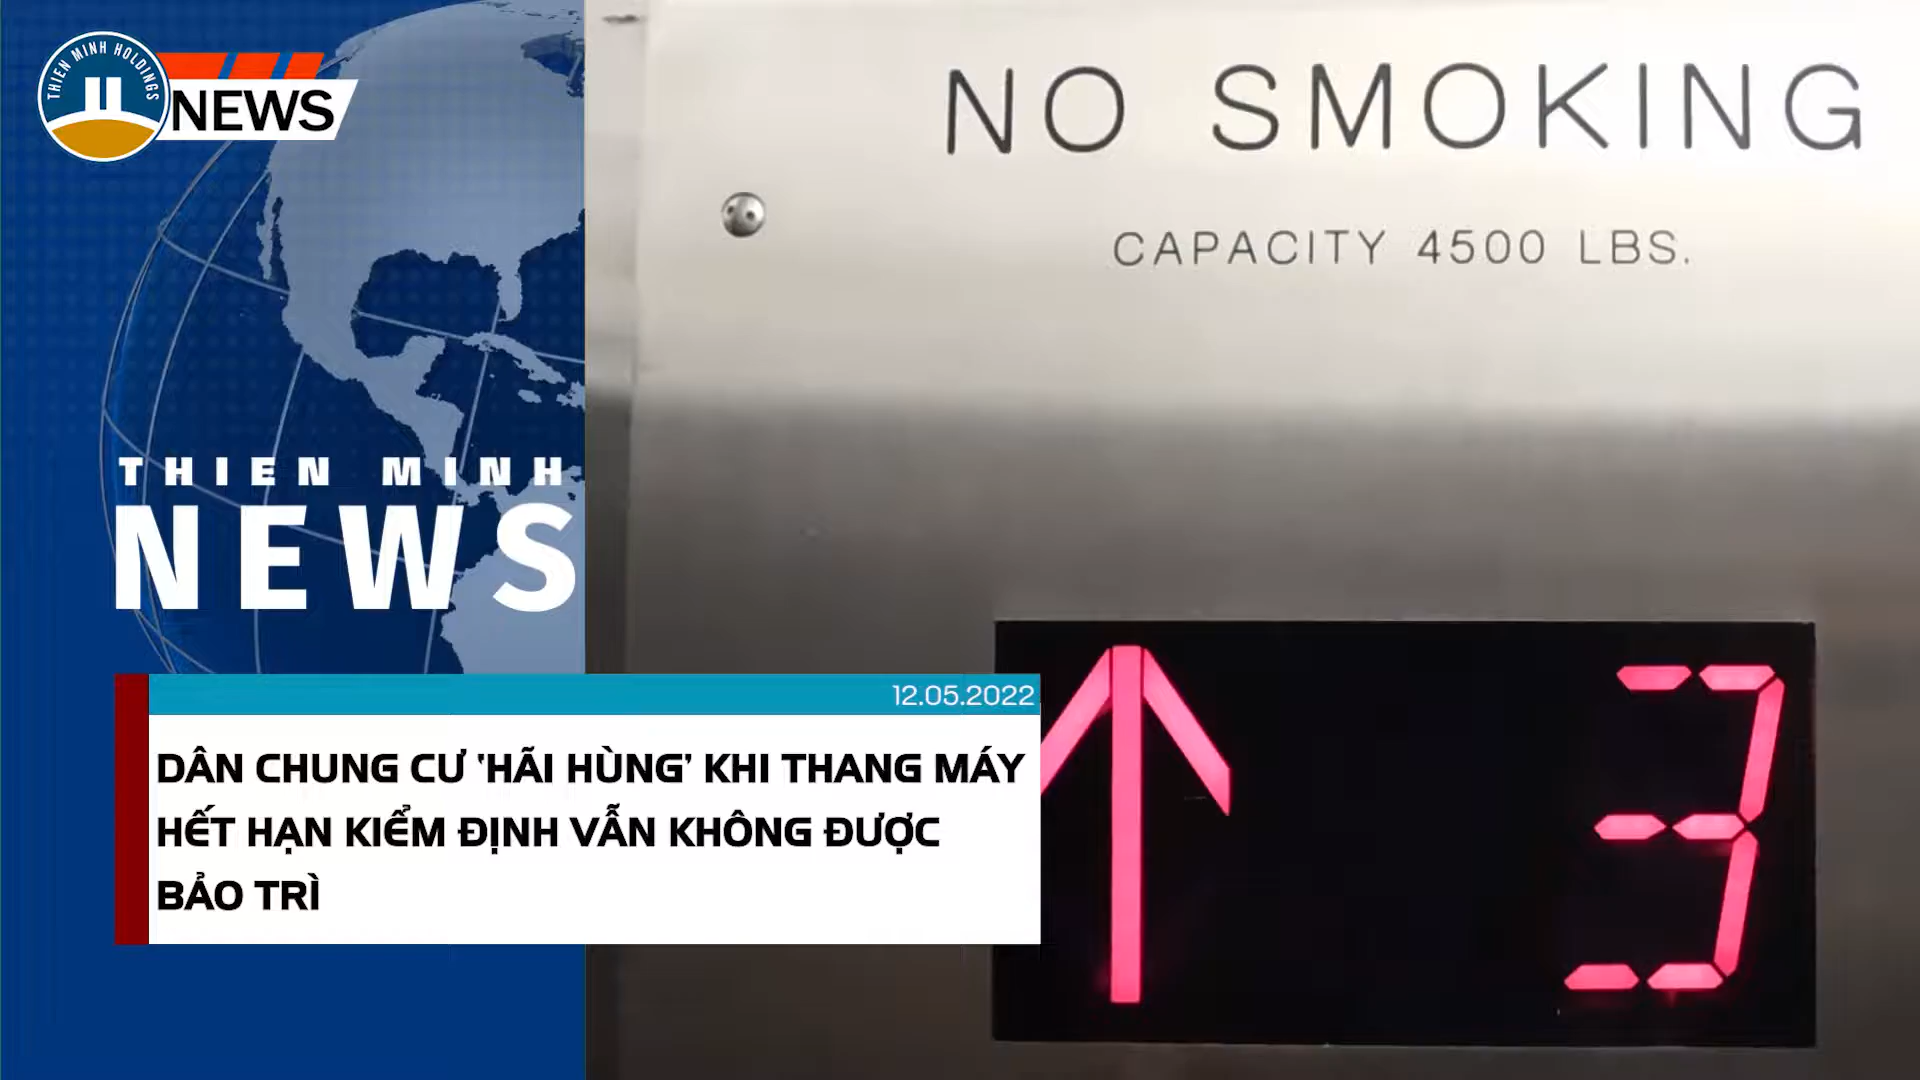 THIEN MINH HOLDINGS
NEWS
NO SMOKING
CAPACITY 4500 LBS.
THIEN MINH
NEWS
12.05.2022
DÂN CHUNG CƯ 'HÃI HÙNG' KHI THANG MÁY
HẾT HẠN KIỂM ĐỊNH VẪN KHÔNG ĐƯỢC
BẢO TRÌ
3